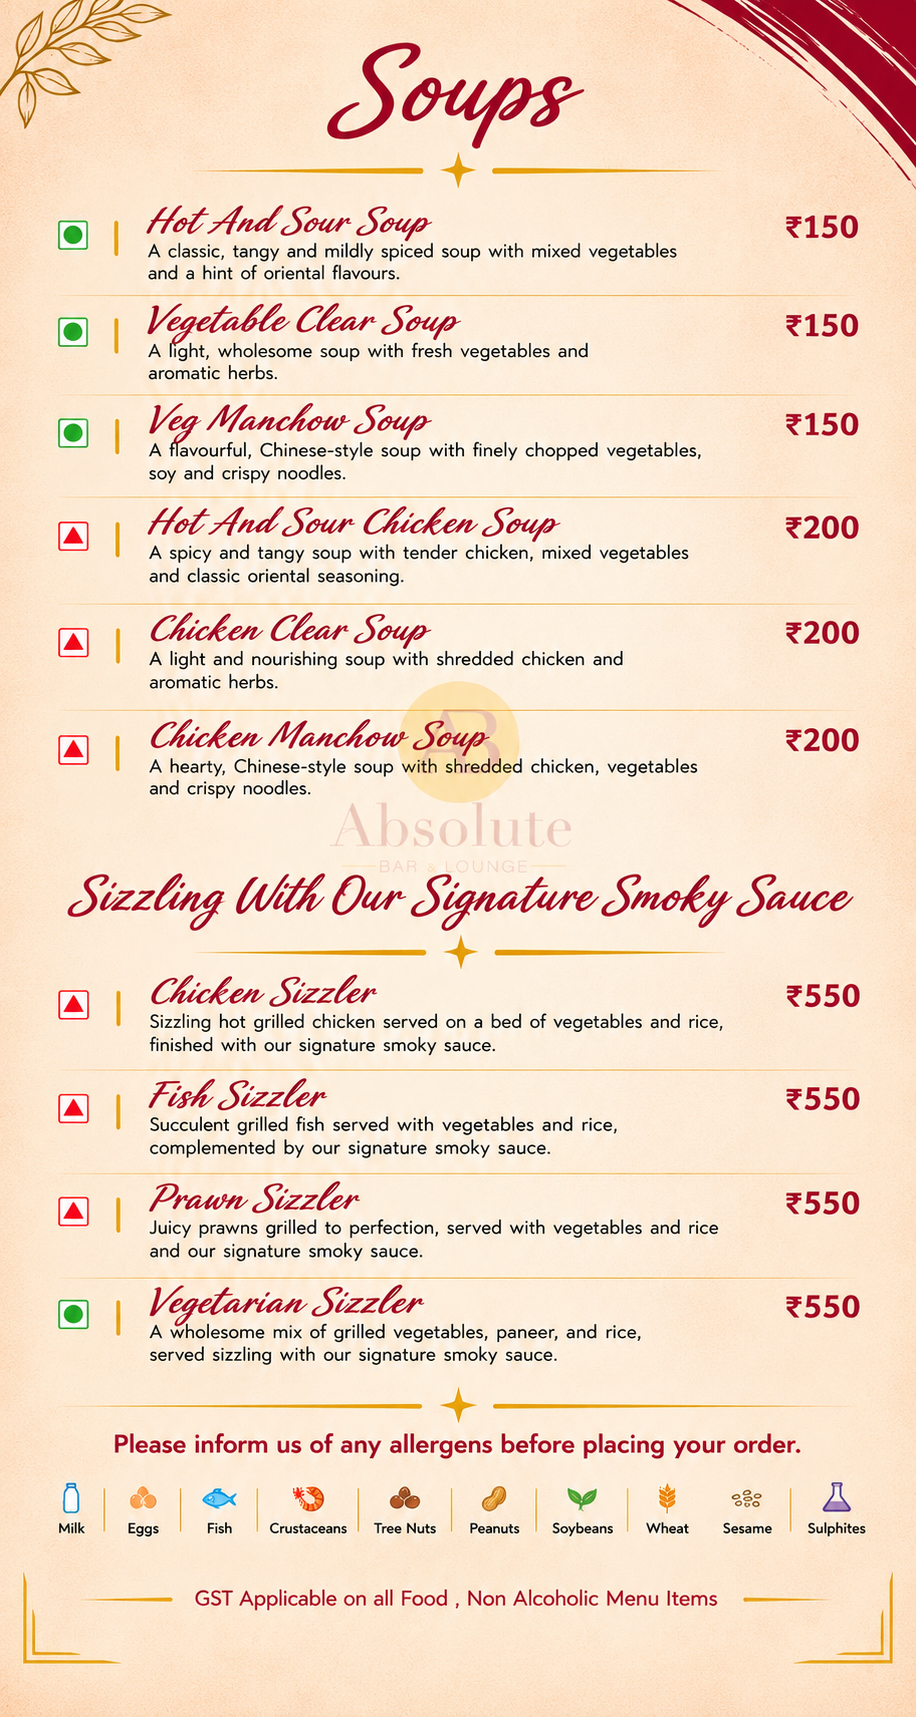 Soups
Hot And Sour Soup ₹150
A classic, tangy and mildly spiced soup with mixed vegetables
and a hint of oriental flavours.
Vegetable Clear Soup ₹150
A light, wholesome soup with fresh vegetables and
aromatic herbs.
Veg Manchow Soup ₹150
A flavourful, Chinese-style soup with finely chopped vegetables,
soy and crispy noodles.
Hot And Sour Chicken Soup ₹200
A spicy and tangy soup with tender chicken, mixed vegetables
and classic oriental seasoning.
Chicken Clear Soup ₹200
A light and nourishing soup with shredded chicken and
aromatic herbs.
Chicken Manchow Soup ₹200
A hearty, Chinese-style soup with shredded chicken, vegetables
and crispy noodles.
AB
Absolute
BAR & LOUNGE
Sizzling With Our Signature Smoky Sauce
Chicken Sizzler ₹550
Sizzling hot grilled chicken served on a bed of vegetables and rice,
finished with our signature smoky sauce.
Fish Sizzler ₹550
Succulent grilled fish served with vegetables and rice,
complemented by our signature smoky sauce.
Prawn Sizzler ₹550
Juicy prawns grilled to perfection, served with vegetables and rice
and our signature smoky sauce.
Vegetarian Sizzler ₹550
A wholesome mix of grilled vegetables, paneer, and rice,
served sizzling with our signature smoky sauce.
Please inform us of any allergens before placing your order.
Milk Eggs Fish Crustaceans Tree Nuts Peanuts Soybeans Wheat Sesame Sulphites
GST Applicable on all Food , Non Alcoholic Menu Items